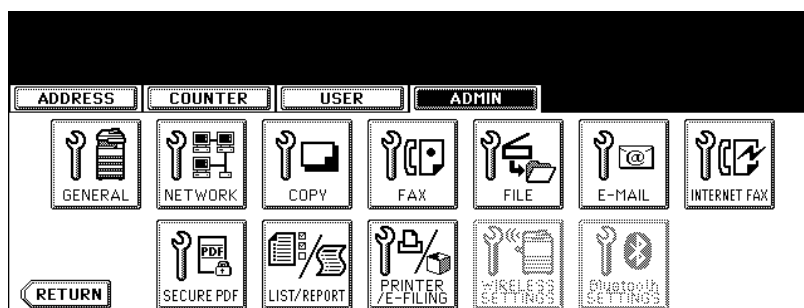 ADDRESS COUNTER USER ADMIN
GENERAL NETWORK COPY FAX FILE E-MAIL INTERNET FAX
PDF
SECURE PDF LIST/REPORT PRINTER
/E-FILING WIRELESS
SETTINGS Bluetooth
SETTINGS
RETURN